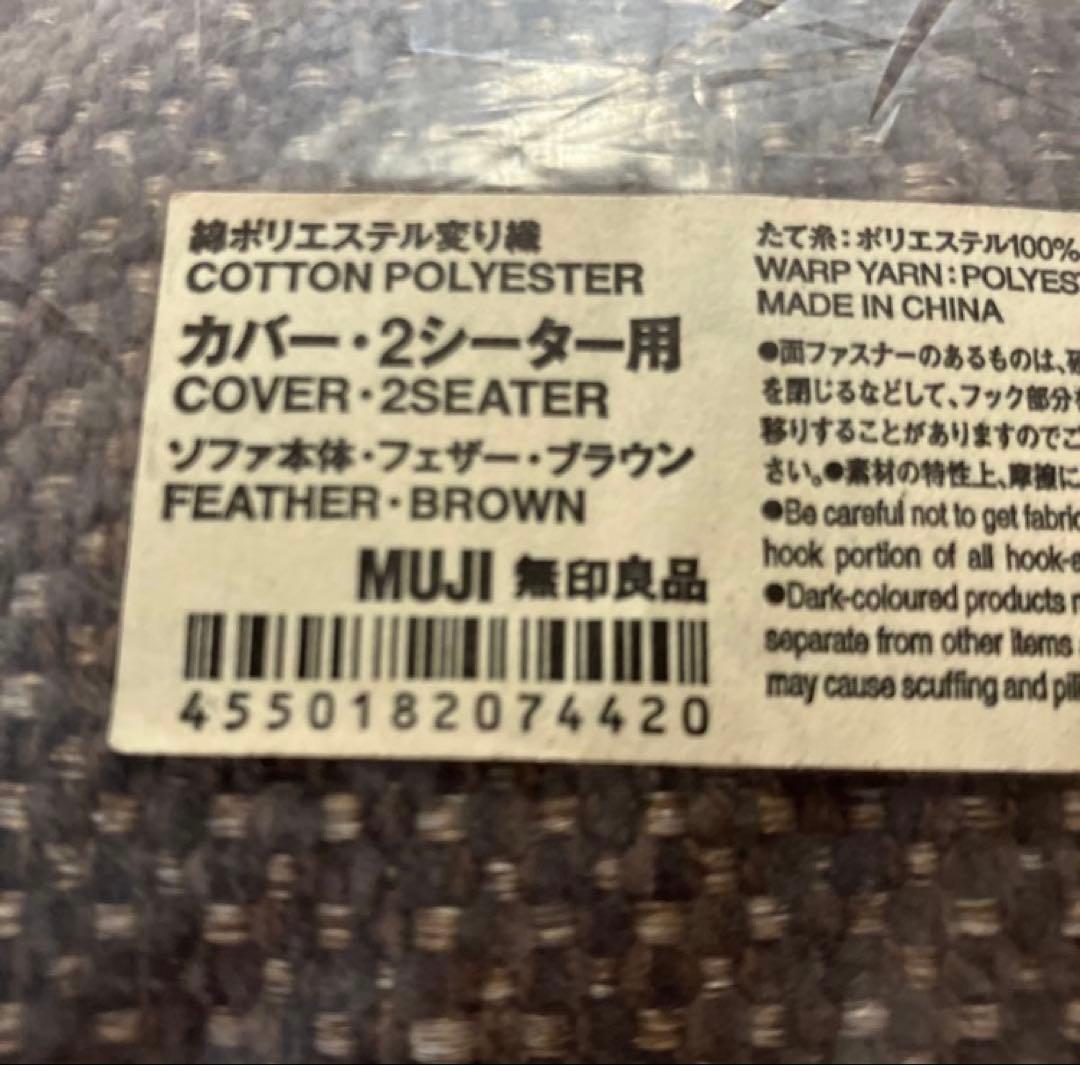 綿ポリエステル変り織
COTTON POLYESTER
カバー・2シーター用
COVER・2SEATER
ソファ本体・フェザー・ブラウン
FEATHER・BROWN
MUJI 無印良品
4550182074420
たて糸:ポリエステル100%
WARP YARN:POLYEST
MADE IN CHINA
●面ファスナーのあるものは、
を閉じるなどして、フック部分
移りすることがありますのでご
さい。●素材の特性上、摩擦に
●Be careful not to get fabric
hook portion of all hook-
●Dark-coloured products
separate from other items
may cause scuffing and pil